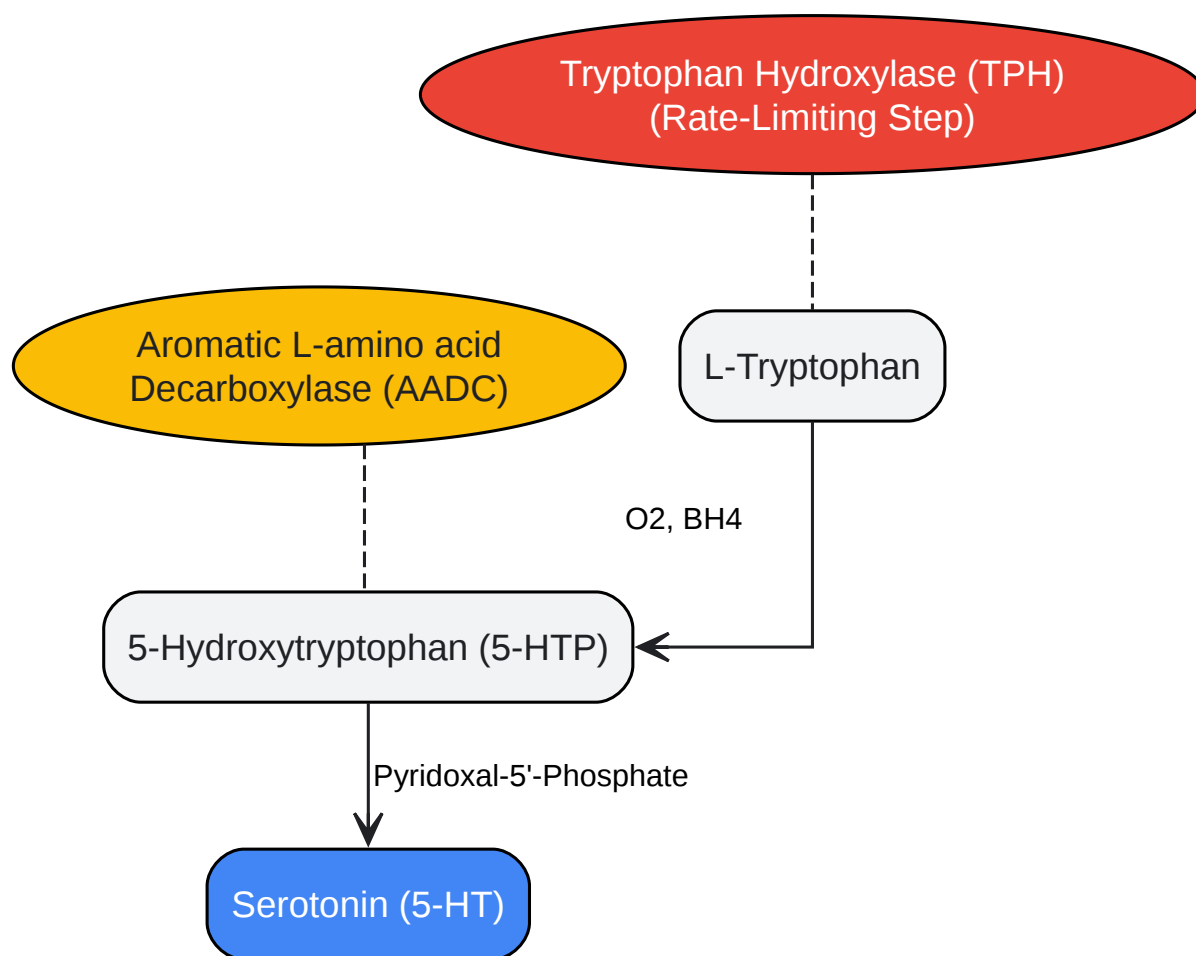 Tryptophan Hydroxylase (TPH)
(Rate-Limiting Step)
Aromatic L-amino acid
Decarboxylase (AADC)
L-Tryptophan
O2, BH4
5-Hydroxytryptophan (5-HTP)
Pyridoxal-5'-Phosphate
Serotonin (5-HT)